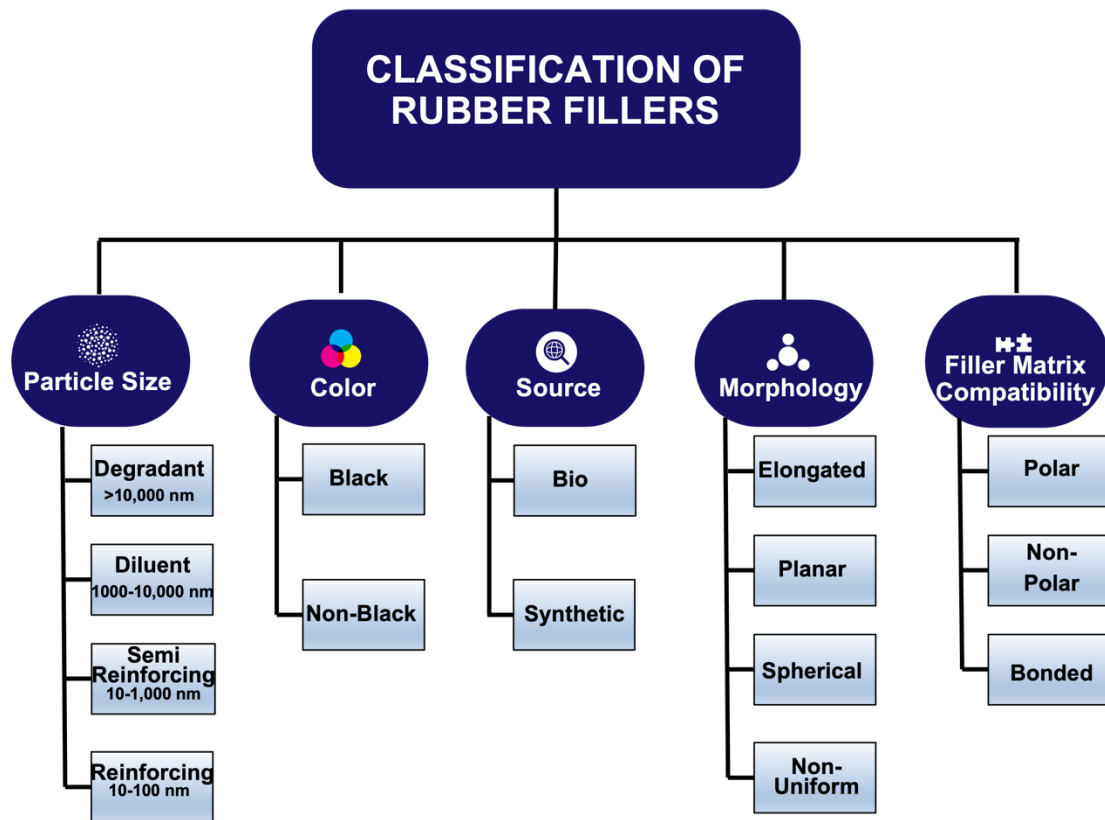 CLASSIFICATION OF
RUBBER FILLERS
Particle Size
Color
Source
Morphology
Filler Matrix
Compatibility
Degradant
>10,000 nm
Diluent
1000-10,000 nm
Semi
Reinforcing
10-1,000 nm
Reinforcing
10-100 nm
Black
Non-Black
Bio
Synthetic
Elongated
Planar
Spherical
Non-
Uniform
Polar
Non-
Polar
Bonded